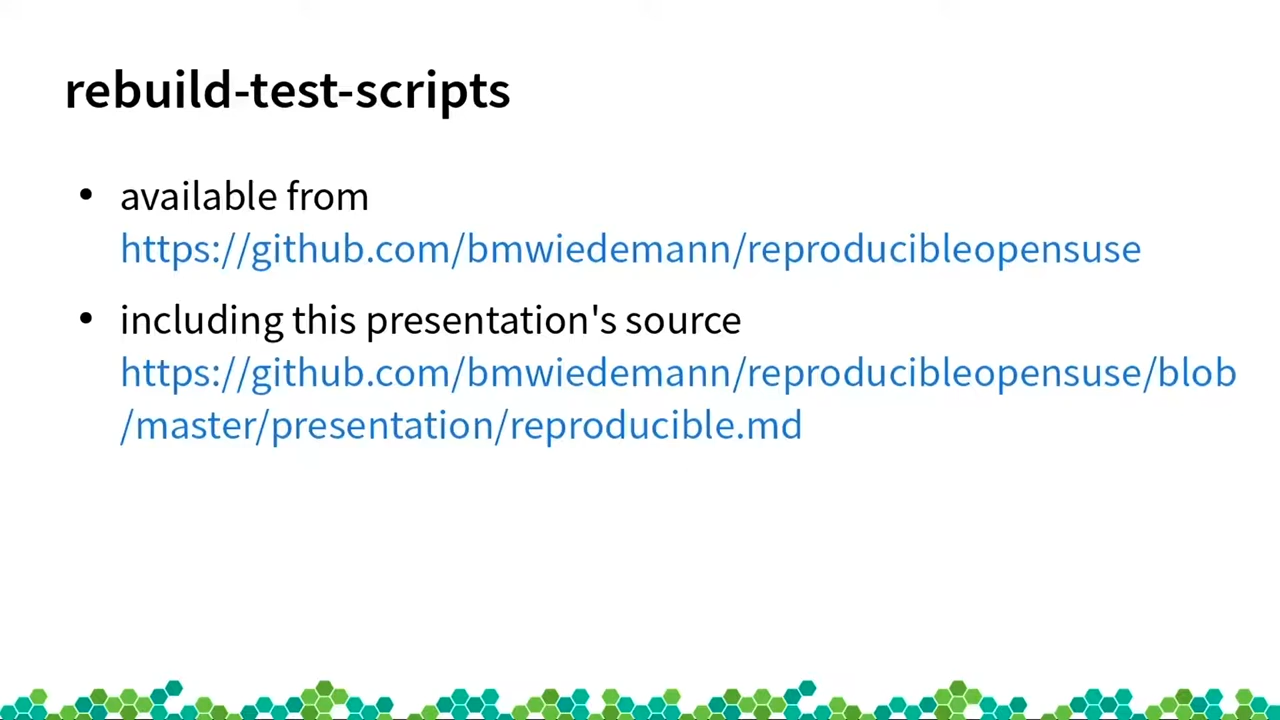 rebuild-test-scripts
• available from
https://github.com/bmwiedemann/reproducibleopensuse
• including this presentation's source
https://github.com/bmwiedemann/reproducibleopensuse/blob
/master/presentation/reproducible.md